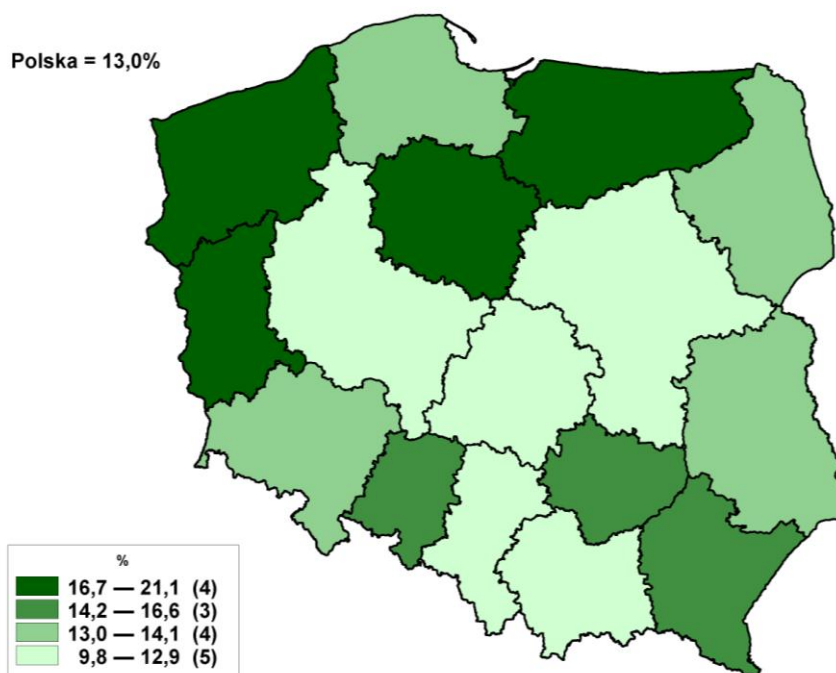 Polska = 13,0%
%
16,7 — 21,1 (4)
14,2 — 16,6 (3)
13,0 — 14,1 (4)
9,8 — 12,9 (5)